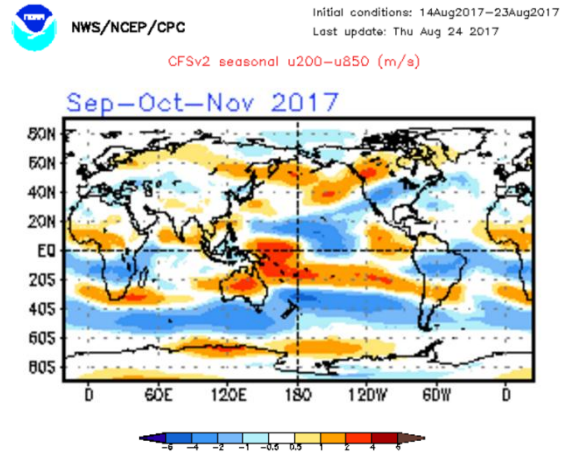 NWS/NCEP/CPC
Initial conditions: 14Aug2017-23Aug2017
Last update: Thu Aug 24 2017
CFSv2 seasonal u200-u850 (m/s)
Sep-Oct-Nov 2017
80N
60N
40N
20N
EQ
20S
40S
60S
80S
0 60E 120E 180 120W 60W 0
-6 -4 -2 -1 -0.5 0.5 1 2 4 6